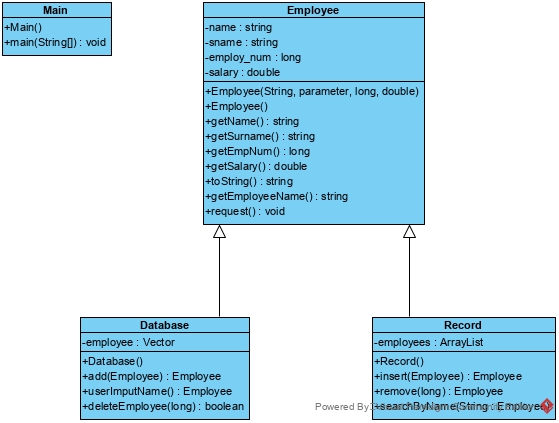 Main
+Main()
+main(String[]) : void
Employee
-name : string
-sname : string
-employ_num : long
-salary : double
+Employee(String, parameter, long, double)
+Employee()
+getName() : string
+getSurname() : string
+getEmpNum() : long
+getSalary() : double
+toString() : string
+getEmployeeName() : string
+request() : void
Database
-employee : Vector
+Database()
+add(Employee) : Employee
+userImputName() : Employee
+deleteEmployee(long) : boolean
Record
-employees : ArrayList
+Record()
+insert(Employee) : Employee
+remove(long) : Employee
+searchByName(String) : Employee
Powered By